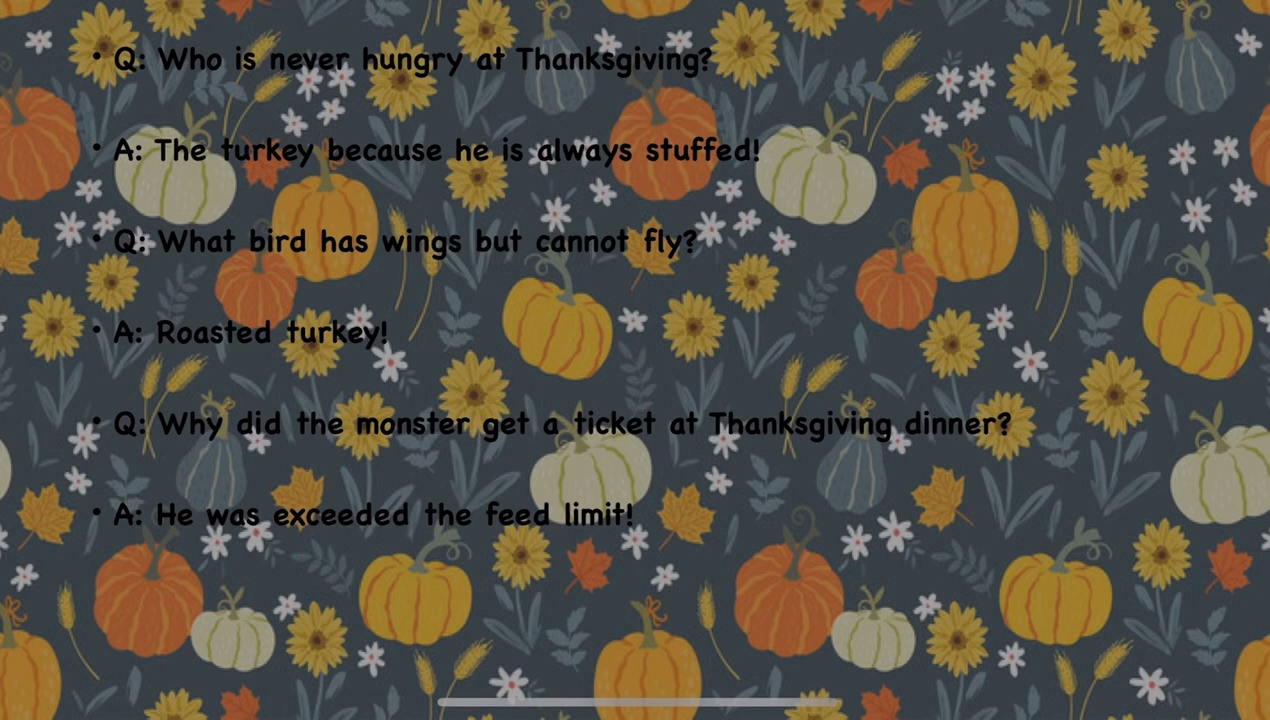 • Q: Who is never hungry at Thanksgiving?
• A: The turkey because he is always stuffed!
• Q: What bird has wings but cannot fly?
• A: Roasted turkey!
• Q: Why did the monster get a ticket at Thanksgiving dinner?
• A: He was exceeded the feed limit!